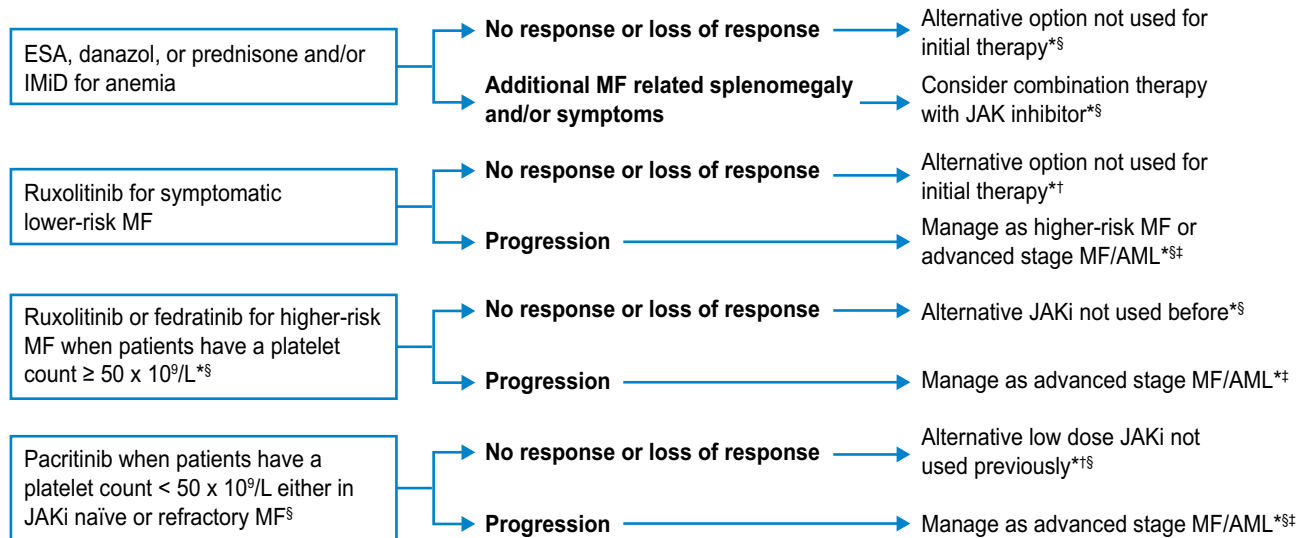 ESA, danazol, or prednisone and/or
IMiD for anemia
No response or loss of response
Alternative option not used for
initial therapy*§
Additional MF related splenomegaly
and/or symptoms
Consider combination therapy
with JAK inhibitor*§
Ruxolitinib for symptomatic
lower-risk MF
No response or loss of response
Alternative option not used for
initial therapy*†
Progression
Manage as higher-risk MF or
advanced stage MF/AML*§‡
Ruxolitinib or fedratinib for higher-risk
MF when patients have a platelet
count ≥ 50 x 10⁹/L*§
No response or loss of response
Alternative JAKi not used before*§
Progression
Manage as advanced stage MF/AML*‡
Pacritinib when patients have a
platelet count < 50 x 10⁹/L either in
JAKi naïve or refractory MF§
No response or loss of response
Alternative low dose JAKi not
used previously*†§
Progression
Manage as advanced stage MF/AML*§‡